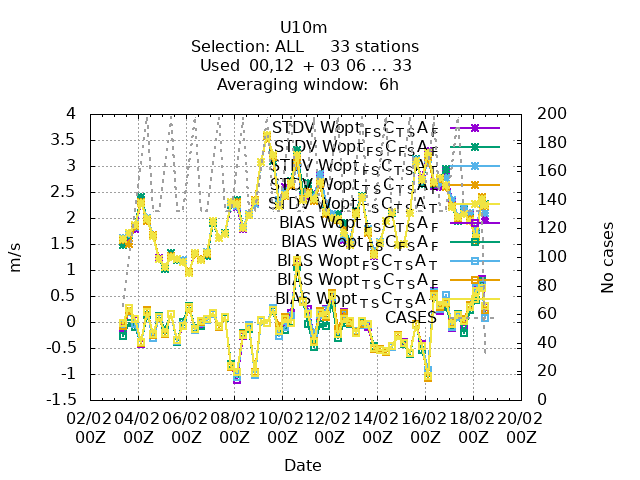 U10m
Selection: ALL 33 stations
Used 00,12 + 03 06 ... 33
Averaging window: 6h
4
3.5
3
2.5
2
1.5
1
0.5
0
-0.5
-1
-1.5
m/s
200
180
160
140
120
100
80
60
40
20
0
No cases
STDV Wopt FS C TS A F
STDV Wopt FS C FS A F
STDV Wopt FS C TS A T
STDV Wopt TS C TS A F
STDV Wopt TS C TS A T
BIAS Wopt FS C TS A F
BIAS Wopt FS C FS A F
BIAS Wopt FS C TS A T
BIAS Wopt TS C TS A F
BIAS Wopt TS C TS A T
CASES
02/02 04/02 06/02 08/02 10/02 12/02 14/02 16/02 18/02 20/02
00Z 00Z 00Z 00Z 00Z 00Z 00Z 00Z 00Z 00Z
Date